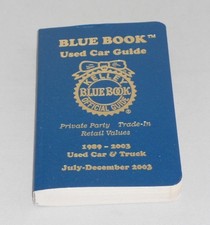 BLUE BOOK™
Used Car Guide
KELLEY
BLUE BOOK
OFFICIAL GUIDE
®
Private Party Trade-In
Retail Values
1989 - 2003
Used Car & Truck
July-December 2003